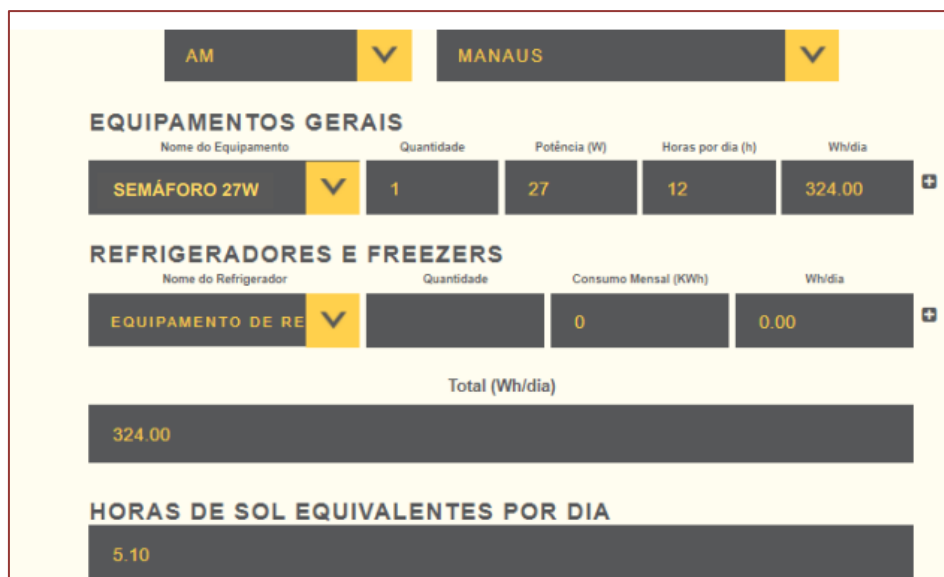 AM MANAUS
EQUIPAMENTOS GERAIS
Nome do Equipamento Quantidade Potência (W) Horas por dia (h) Wh/dia
SEMÁFORO 27W 1 27 12 324.00
REFRIGERADORES E FREEZERS
Nome do Refrigerador Quantidade Consumo Mensal (KWh) Wh/dia
EQUIPAMENTO DE RE 0 0.00
Total (Wh/dia)
324.00
HORAS DE SOL EQUIVALENTES POR DIA
5.10